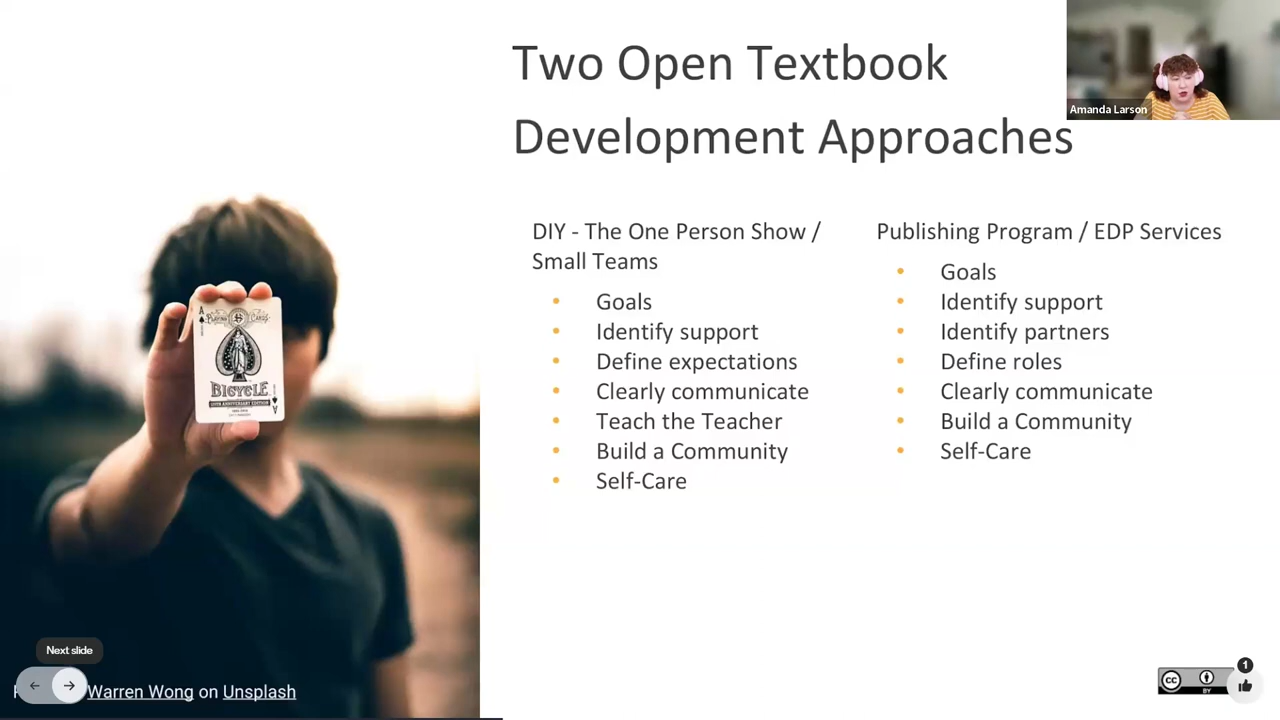 Two Open Textbook
Development Approaches
Amanda Larson
DIY - The One Person Show /
Small Teams
• Goals
• Identify support
• Define expectations
• Clearly communicate
• Teach the Teacher
• Build a Community
• Self-Care
Publishing Program / EDP Services
• Goals
• Identify support
• Identify partners
• Define roles
• Clearly communicate
• Build a Community
• Self-Care
A
BICYCLE
A
Next slide
Warren Wong on Unsplash
CC BY
1